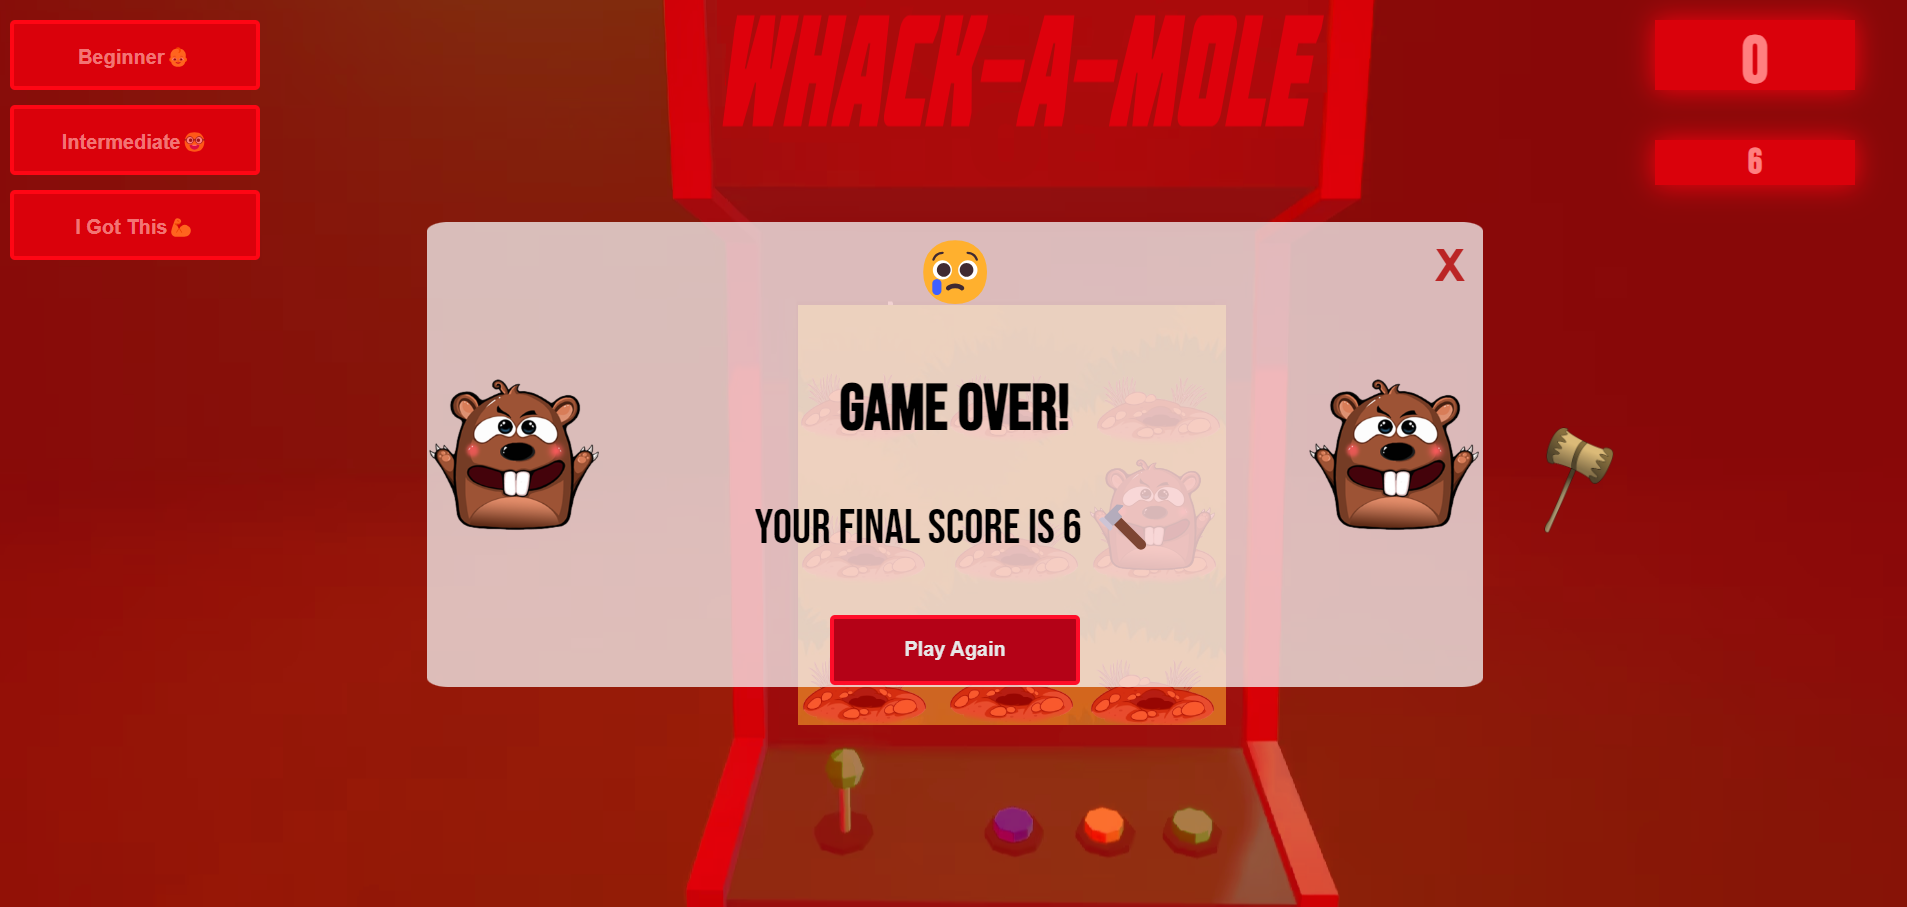 Beginner
Intermediate
I Got This
WHACK-A-MOLE
0
6
X
GAME OVER!
YOUR FINAL SCORE IS 6
Play Again